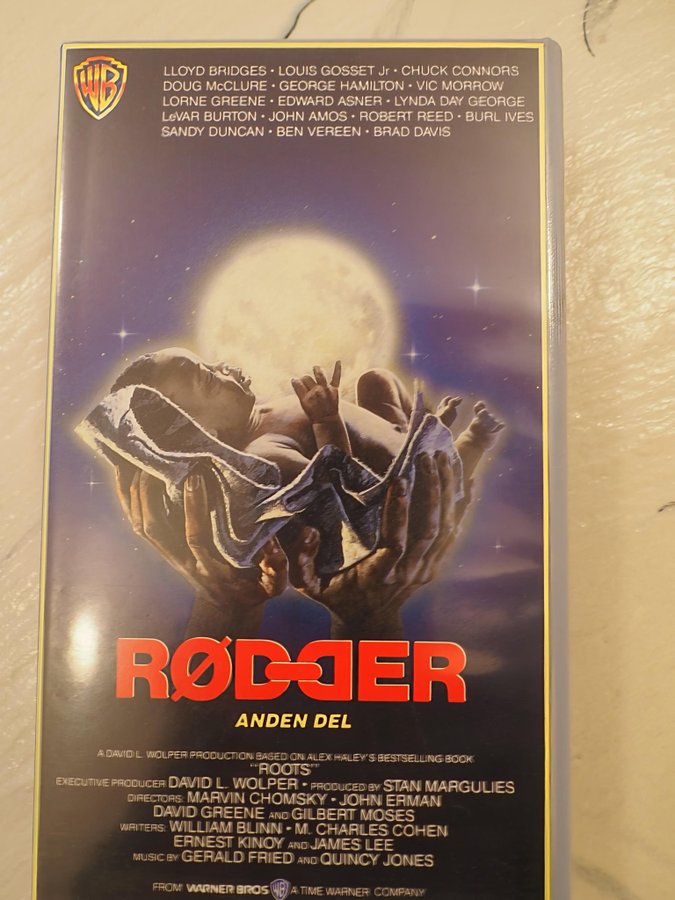 WB
LLOYD BRIDGES • LOUIS GOSSET Jr • CHUCK CONNORS
DOUG McCLURE • GEORGE HAMILTON • VIC MORROW
LORNE GREENE • EDWARD ASNER • LYNDA DAY GEORGE
LeVAR BURTON • JOHN AMOS • ROBERT REED • BURL IVES
SANDY DUNCAN • BEN VEREEN • BRAD DAVIS
RØDDER
ANDEN DEL
A DAVID L. WOLPER PRODUCTION BASED ON ALEX HALEY'S BESTSELLING BOOK
"ROOTS"
EXECUTIVE PRODUCER DAVID L. WOLPER • PRODUCED BY STAN MARGULIES
DIRECTORS: MARVIN CHOMSKY • JOHN ERMAN
DAVID GREENE AND GILBERT MOSES
WRITERS: WILLIAM BLINN • M. CHARLES COHEN
ERNEST KINOY AND JAMES LEE
MUSIC BY GERALD FRIED AND QUINCY JONES
FROM WARNER BROS WB A TIME WARNER COMPANY